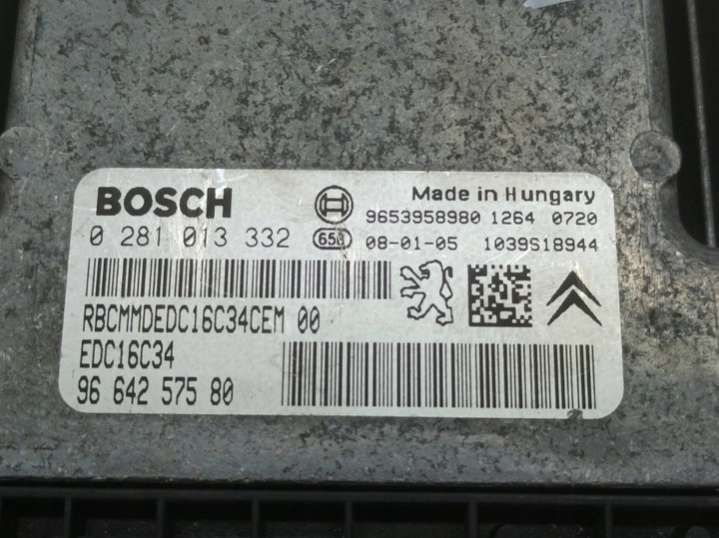 BOSCH
Made in Hungary
9653958980 1264 0720
0 281 013 332
650 08-01-05 1039S18944
RBCMMDEDC16C34CEM 00
EDC16C34
96 642 575 80